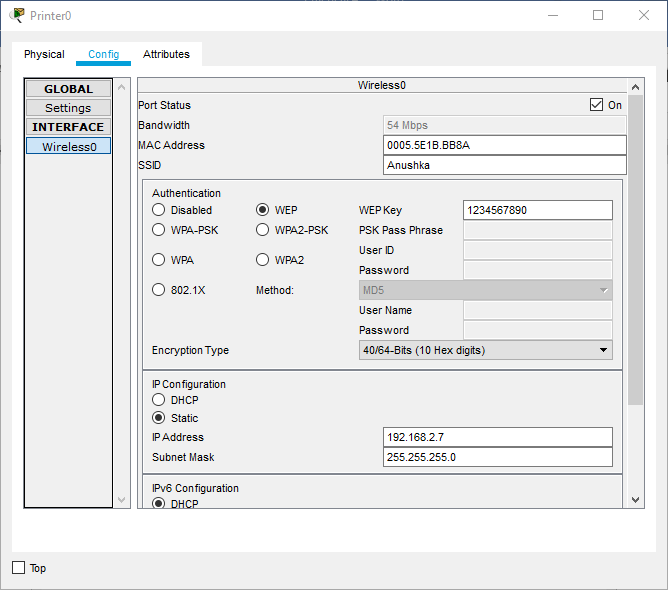 Printer0
Physical Config Attributes
GLOBAL
Settings
INTERFACE
Wireless0
Wireless0
Port Status On
Bandwidth 54 Mbps
MAC Address 0005.5E1B.BB8A
SSID Anushka
Authentication
Disabled WEP WEP Key 1234567890
WPA-PSK WPA2-PSK PSK Pass Phrase
User ID
WPA WPA2
Password
802.1X Method: MD5
User Name
Password
Encryption Type 40/64-Bits (10 Hex digits)
IP Configuration
DHCP
Static
IP Address 192.168.2.7
Subnet Mask 255.255.255.0
IPv6 Configuration
DHCP
Top